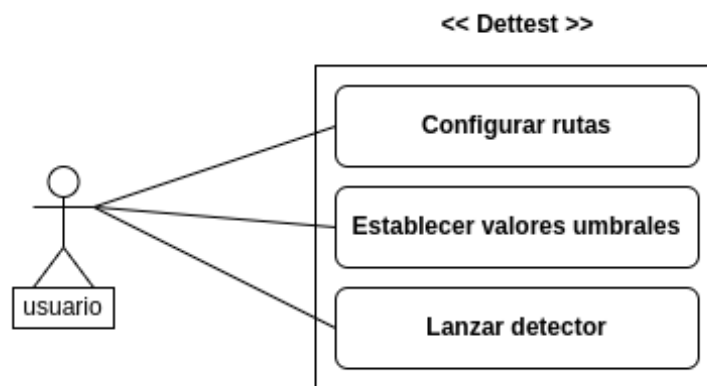 << Dettest >>
Configurar rutas
Establecer valores umbrales
Lanzar detector
usuario